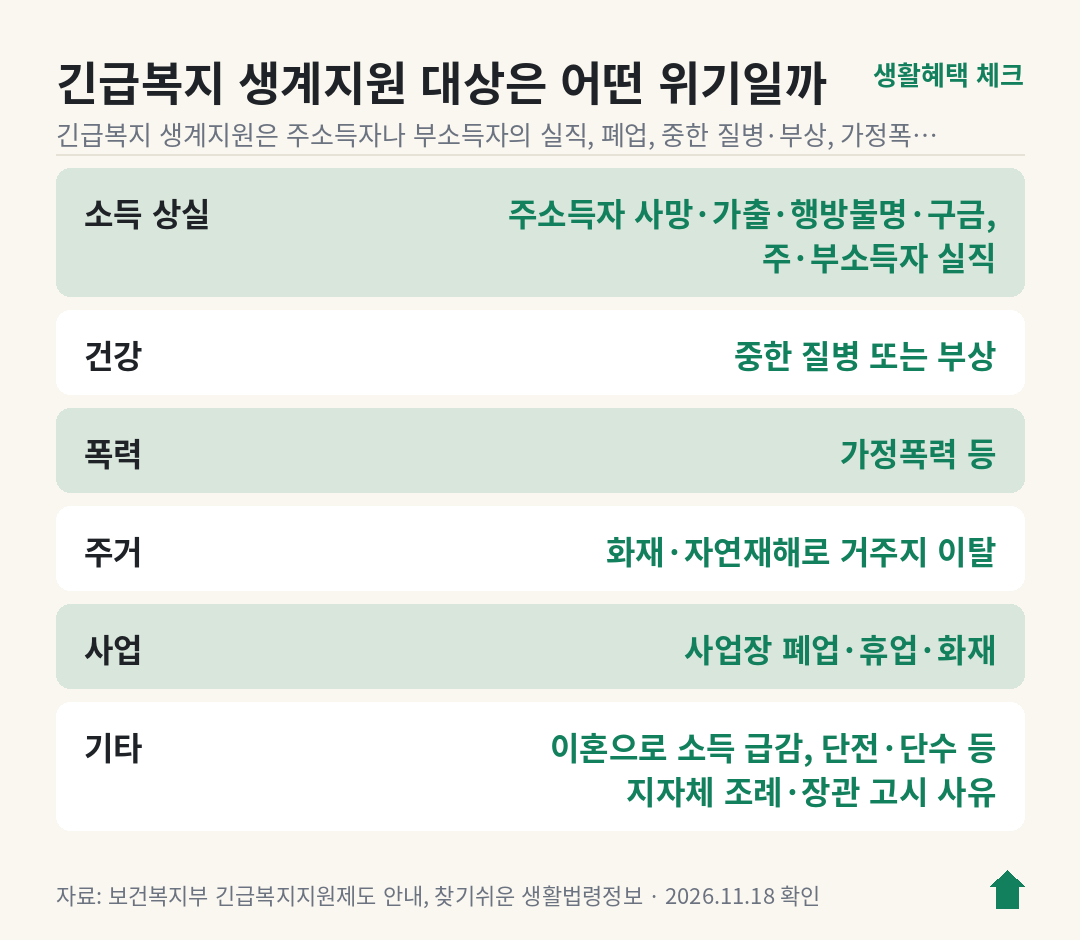 긴급복지 생계지원 대상은 어떤 위기일까
생활혜택 체크
긴급복지 생계지원은 주소득자나 부소득자의 실직, 폐업, 중한 질병·부상, 가정폭…
소득 상실
주소득자 사망·가출·행방불명·구금,
주·부소득자 실직
건강
중한 질병 또는 부상
폭력
가정폭력 등
주거
화재·자연재해로 거주지 이탈
사업
사업장 폐업·휴업·화재
기타
이혼으로 소득 급감, 단전·단수 등
지자체 조례·장관 고시 사유
자료: 보건복지부 긴급복지지원제도 안내, 찾기쉬운 생활법령정보 · 2026.11.18 확인